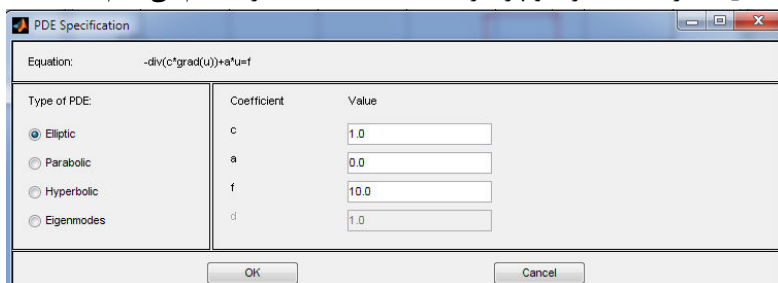 PDE Specification
Equation: -div(c*grad(u))+a*u=f
Type of PDE: Coefficient Value
Elliptic c 1.0
Parabolic a 0.0
Hyperbolic f 10.0
Eigenmodes d 1.0
OK Cancel